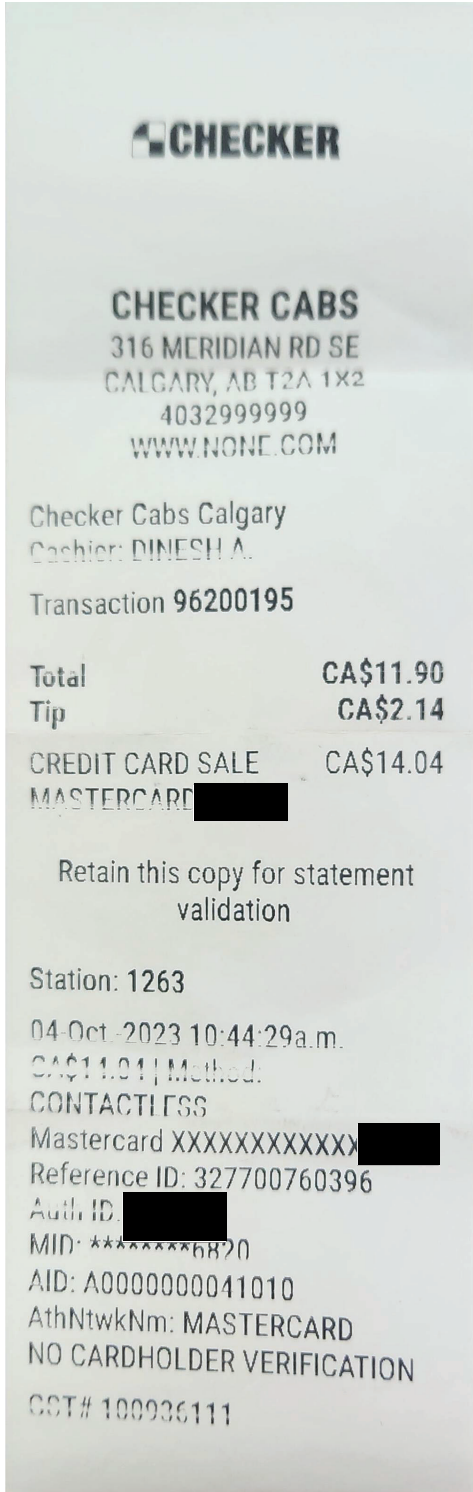 CHECKER
CHECKER CABS
316 MERIDIAN RD SE
CALGARY, AB T2A 1X2
4032999999
WWW.NONE.COM
Checker Cabs Calgary
Cashier: DINESH A.
Transaction 96200195
Total CA$11.90
Tip CA$2.14
CREDIT CARD SALE CA$14.04
MASTERCARD
Retain this copy for statement
validation
Station: 1263
04-Oct.-2023 10:44:29a.m.
CA$14.04 | Method:
CONTACTLESS
Mastercard XXXXXXXXXXXX
Reference ID: 327700760396
Auth ID:
MID: ********6820
AID: A0000000041010
AthNtwkNm: MASTERCARD
NO CARDHOLDER VERIFICATION
GST# 100936111